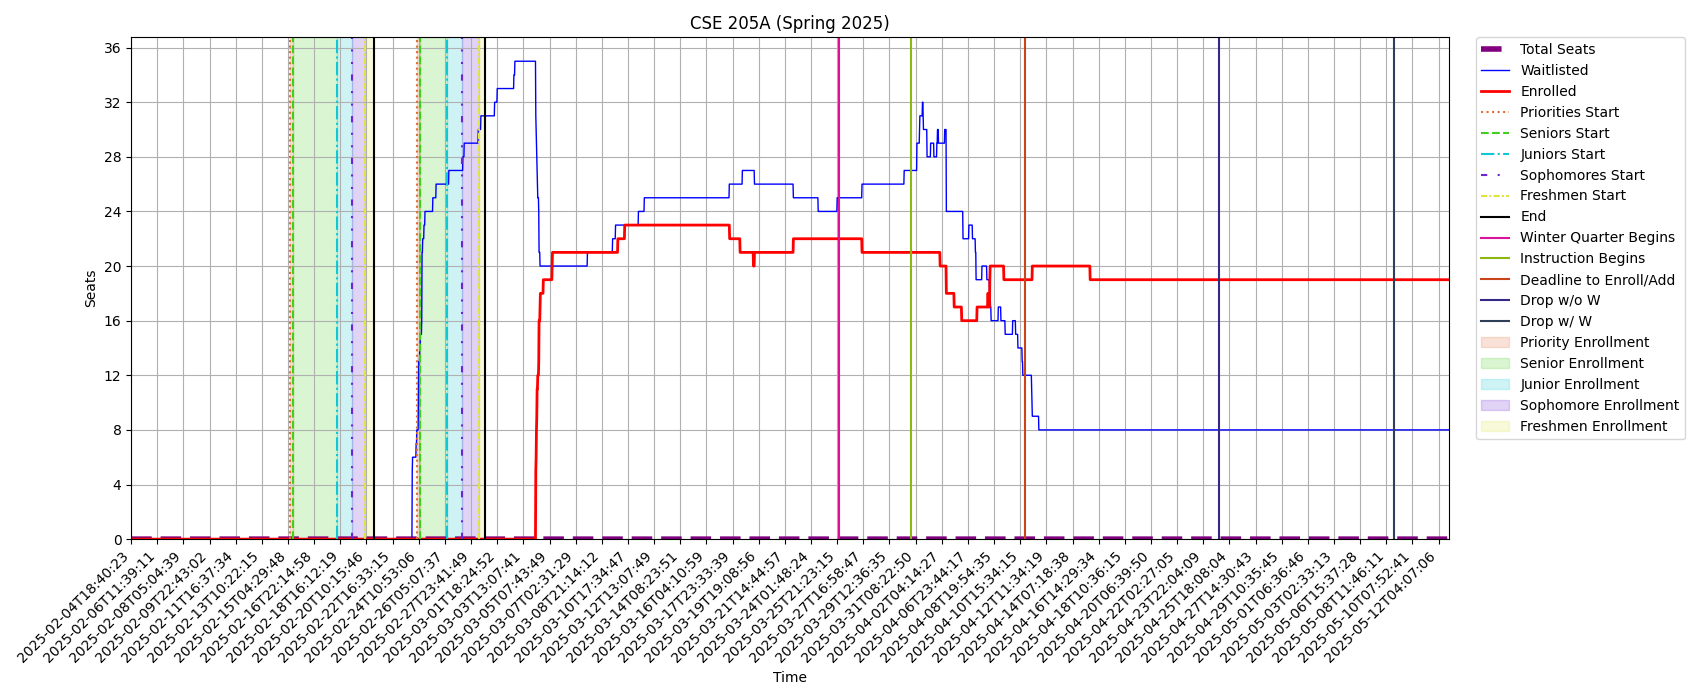 CSE 205A (Spring 2025)
Seats
36
32
28
24
20
16
12
8
4
0
2025-02-04T18:40:23
2025-02-06T11:39:11
2025-02-08T05:04:39
2025-02-09T22:43:02
2025-02-11T16:37:34
2025-02-13T10:22:15
2025-02-15T04:29:48
2025-02-16T22:14:58
2025-02-18T16:12:19
2025-02-20T10:15:46
2025-02-22T16:33:15
2025-02-24T10:53:06
2025-02-26T05:07:37
2025-02-27T23:41:49
2025-03-01T18:24:52
2025-03-03T13:07:41
2025-03-05T07:43:49
2025-03-07T02:31:29
2025-03-08T21:14:12
2025-03-10T17:34:47
2025-03-12T13:07:49
2025-03-14T08:23:51
2025-03-16T04:10:59
2025-03-17T23:33:39
2025-03-19T19:08:56
2025-03-21T14:44:57
2025-03-24T01:48:24
2025-03-25T21:23:15
2025-03-27T16:58:47
2025-03-29T12:36:35
2025-03-31T08:22:50
2025-04-02T04:14:27
2025-04-06T23:44:17
2025-04-08T19:54:35
2025-04-10T15:34:15
2025-04-12T11:34:19
2025-04-14T07:18:38
2025-04-16T14:29:34
2025-04-18T10:36:15
2025-04-20T06:39:50
2025-04-22T02:27:05
2025-04-23T22:04:09
2025-04-25T18:08:04
2025-04-27T14:30:43
2025-04-29T10:35:45
2025-05-01T06:36:46
2025-05-03T02:33:13
2025-05-06T15:37:28
2025-05-08T11:46:11
2025-05-10T07:52:41
2025-05-12T04:07:06
Time
Total Seats
Waitlisted
Enrolled
Priorities Start
Seniors Start
Juniors Start
Sophomores Start
Freshmen Start
End
Winter Quarter Begins
Instruction Begins
Deadline to Enroll/Add
Drop w/o W
Drop w/ W
Priority Enrollment
Senior Enrollment
Junior Enrollment
Sophomore Enrollment
Freshmen Enrollment